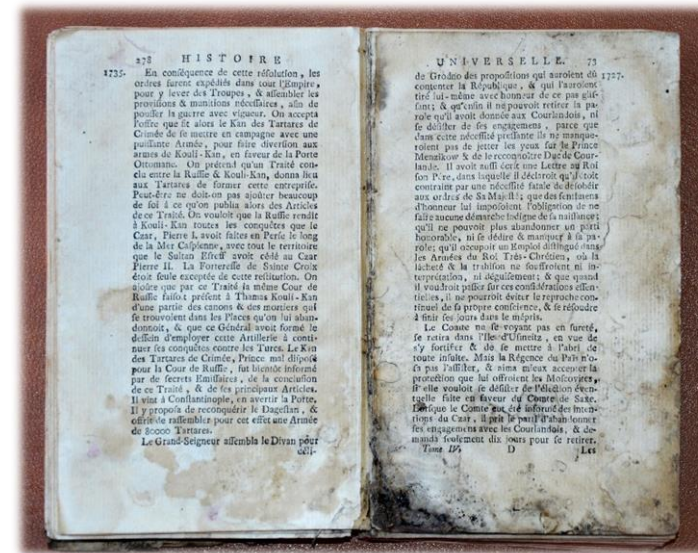 278 HISTOIRE
1735. En conséquence de cette résolution, les
ordres furent expédiés dans tout l'Empire,
pour y lever des Troupes, & assembler les
provisions & munitions nécessaires, afin de
pousser la guerre avec vigueur. On accepta
l'offre que fit alors le Kan des Tartares de
Crimée de se mettre en campagne avec une
puissante Armée, pour faire diversion aux
armes de Kouli-Kan, en faveur de la Porte
Ottomane. On prétend qu'un Traité con-
clu entre la Russie & Kouli-Kan, donna lieu
aux Tartares de former cette entreprise.
Peut-être ne doit-on pas ajoûter beaucoup
de foi à ce qu'on publia alors des Articles
de ce Traité. On vouloit que la Russie rendît
à Kouli-Kan toutes les conquêtes que le
Czar, Pierre I, avoit faites en Perse le long
de la Mer Caspienne, avec tout le territoire
que le Sultan Esreff avoit cédé au Czar
Pierre II. La Forteresse de Sainte Croix
étoit seule exceptée de cette restitution. On
ajoûte que par ce Traité la même Cour de
Russie faisoit présent à Thamas Kouli-Kan
d'une partie des canons & des mortiers qui
se trouvoient dans les Places qu'on lui aban-
donnoit, & que ce Général avoit formé le
dessein d'employer cette Artillerie à conti-
nuer ses conquêtes contre les Turcs. Le Kan
des Tartares de Crimée, Prince mal disposé
pour la Cour de Russie, fut bientôt informé
par de secrets Emissaires, de la conclusion
de ce Traité, & de ses principaux Articles.
Il vint à Constantinople, en avertir la Porte.
Il y proposa de reconquérir le Dagestan, &
offrit de rassembler pour cet effet une Armée
de 80000 Tartares.
Le Grand-Seigneur assembla le Divan pour
déli-
UNIVERSELLE. 73
de Grodno des propositions qui auroient dû 1727.
contenter la République, & qui l'auroient
tiré lui-même avec honneur de ce pas glis-
sant; & qu'enfin il ne pouvoit retirer la pa-
role qu'il avoit donnée aux Courlandois, ni
se désister de ses engagemens, parce que
dans cette nécessité pressante ils ne manque-
roient pas de jetter les yeux sur le Prince
Menzikow & de le reconnoître Duc de Cour-
lande. Il avoit aussi écrit une Lettre au Roi
son Père, dans laquelle il déclaroit qu'il étoit
contraint par une nécessité fatale de désobéir
aux ordres de Sa Majesté; que des sentimens
d'honneur lui imposoient l'obligation de ne
faire aucune démarche indigne de sa naissance;
qu'il ne pouvoit plus abandonner un parti
honorable, ni se dédire & manquer à sa pa-
role; qu'il occupoit un Emploi distingué dans
les Armées du Roi Très-Chrétien, où la
lâcheté & la trahison ne souffroient ni in-
terprétation, ni déguisement; & que quand
il voudroit passer sur ces considérations essen-
tielles, il ne pourroit éviter le reproche con-
tinuel de sa propre conscience, & se résoudre
à finir ses jours dans le mépris.
Le Comte ne se voyant pas en sureté,
se retira dans l'Isle d'Usmeitz, en vue de
s'y fortifier & de se mettre à l'abri de
toute insulte. Mais la Régence du Païs n'o-
sa pas l'assister, & aima mieux accepter la
protection que lui offroient les Moscovites,
si elle vouloit se désister de l'élection éven-
tuelle faite en faveur du Comte de Saxe.
Lorsque le Comte eut été informé des inten-
tions du Czar, il prit le parti d'abandonner
ses engagemens avec les Courlandois, & de-
manda seulement dix jours pour se retirer.
Tome IV. D Les